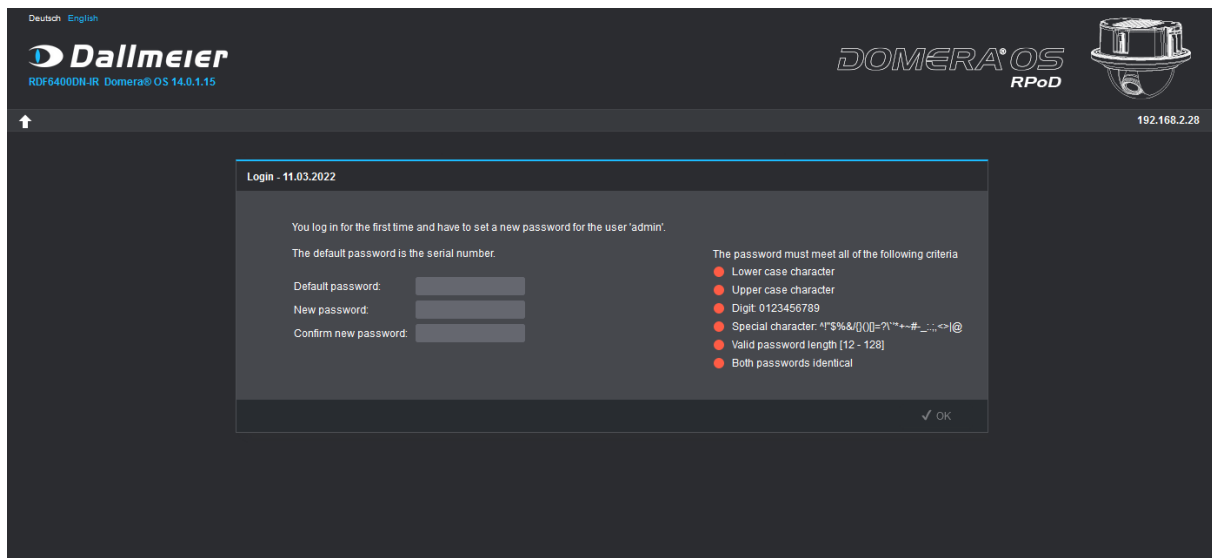 Deutsch English
Dallmeier
RDF6400DN-IR Domera® OS 14.0.1.15
DOMERA® OS
RPoD
192.168.2.28
Login - 11.03.2022
You log in for the first time and have to set a new password for the user 'admin'.
The default password is the serial number.
Default password:
New password:
Confirm new password:
The password must meet all of the following criteria
Lower case character
Upper case character
Digit: 0123456789
Special character: ^!"$%&/{}()[]=?\`'*+~#-_.:;,<>|@
Valid password length [12 - 128]
Both passwords identical
OK